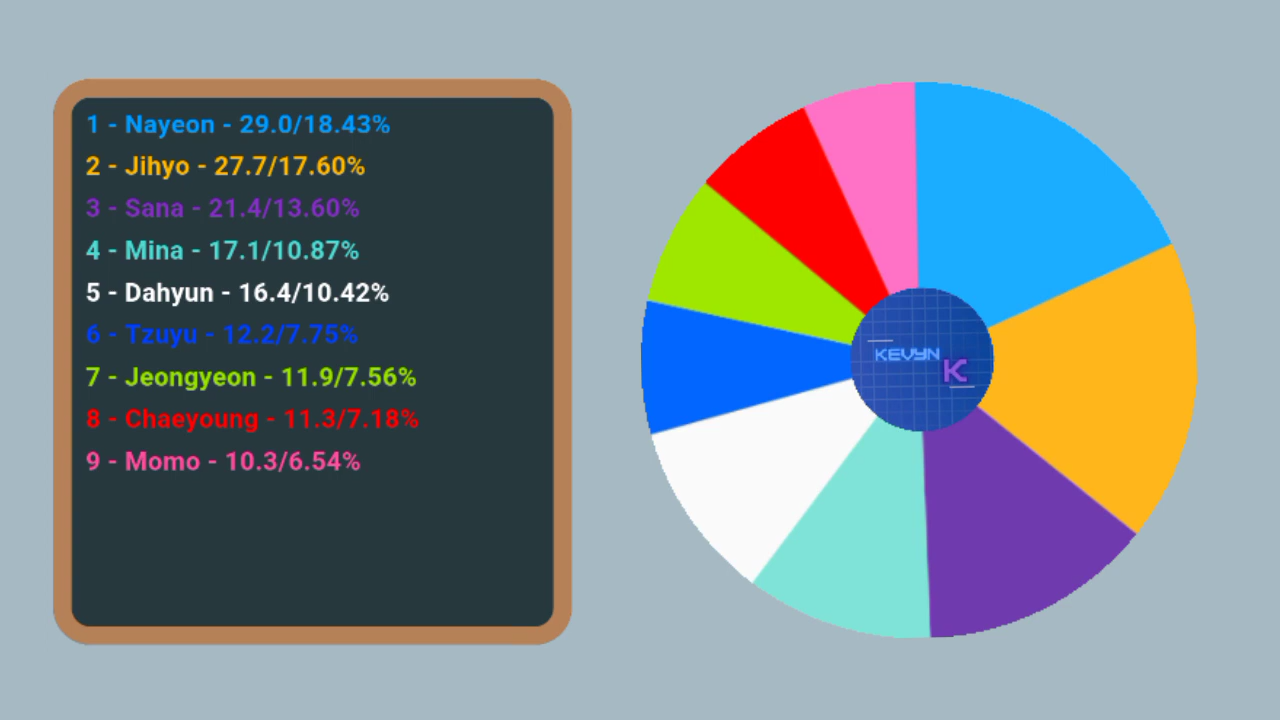 1 - Nayeon - 29.0/18.43%
2 - Jihyo - 27.7/17.60%
3 - Sana - 21.4/13.60%
4 - Mina - 17.1/10.87%
5 - Dahyun - 16.4/10.42%
6 - Tzuyu - 12.2/7.75%
7 - Jeongyeon - 11.9/7.56%
8 - Chaeyoung - 11.3/7.18%
9 - Momo - 10.3/6.54%
KEVYN
K